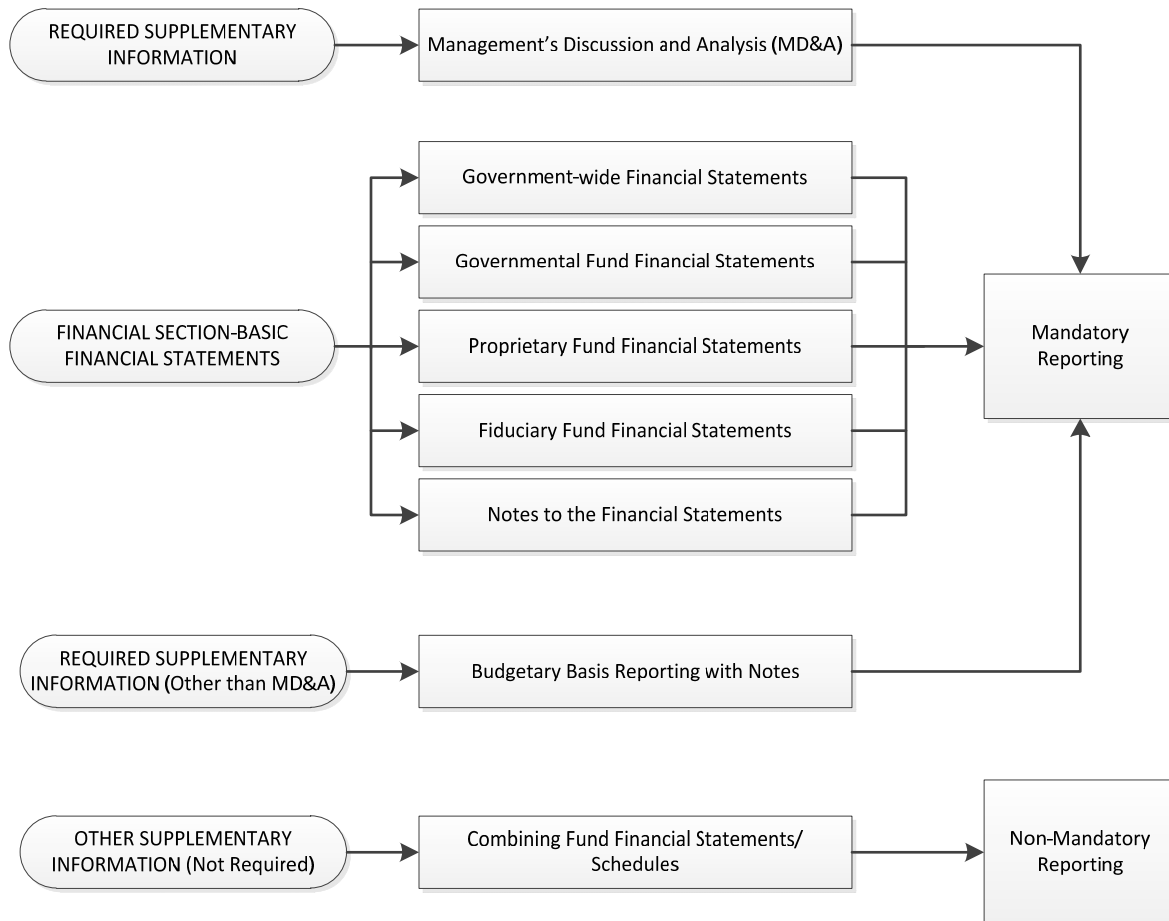 REQUIRED SUPPLEMENTARY
INFORMATION
Management’s Discussion and Analysis (MD&A)
Government-wide Financial Statements
Governmental Fund Financial Statements
FINANCIAL SECTION-BASIC
FINANCIAL STATEMENTS
Proprietary Fund Financial Statements
Mandatory
Reporting
Fiduciary Fund Financial Statements
Notes to the Financial Statements
REQUIRED SUPPLEMENTARY
INFORMATION (Other than MD&A)
Budgetary Basis Reporting with Notes
OTHER SUPPLEMENTARY
INFORMATION (Not Required)
Combining Fund Financial Statements/
Schedules
Non-Mandatory
Reporting